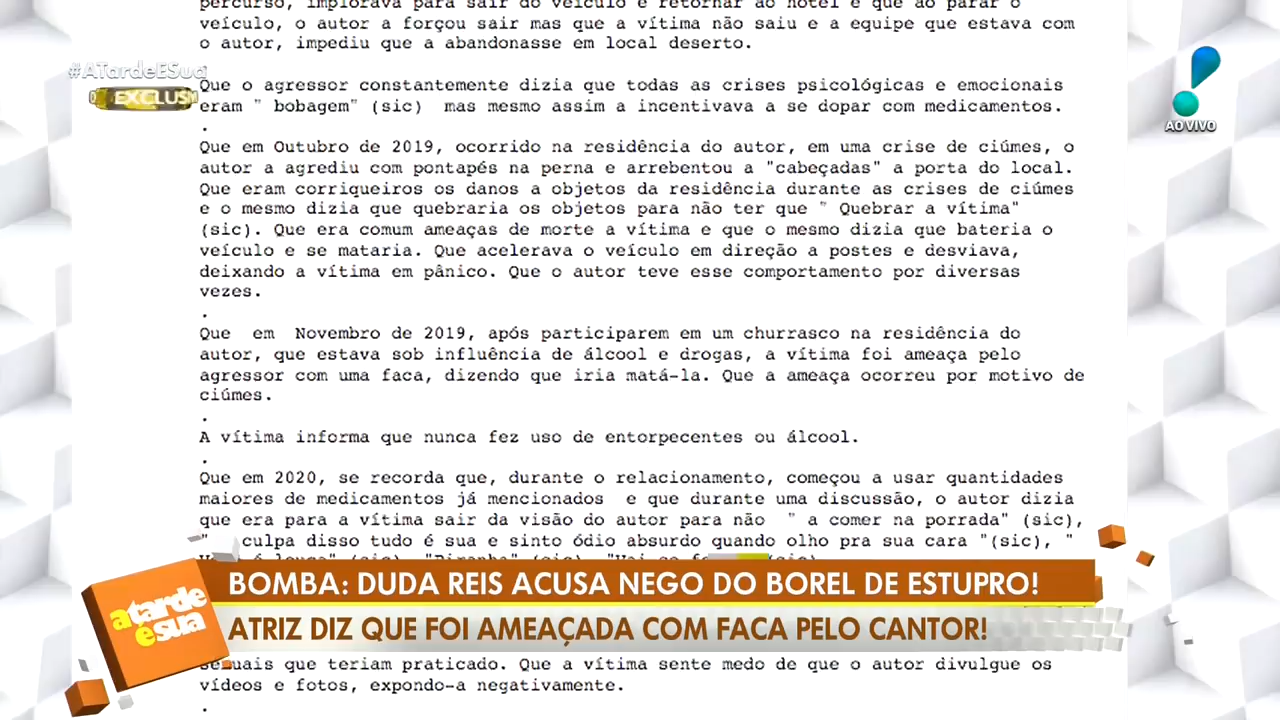 percurso, implorava para sair do veículo e retornar ao hotel e que ao parar o
veículo, o autor a forçou sair mas que a vítima não saiu e a equipe que estava com
o autor, impediu que a abandonasse em local deserto.
#ATardeESua
EXCLUSI
AO VIVO
Que o agressor constantemente dizia que todas as crises psicológicas e emocionais
eram " bobagem" (sic)  mas mesmo assim a incentivava a se dopar com medicamentos.
.
Que em Outubro de 2019, ocorrido na residência do autor, em uma crise de ciúmes, o
autor a agrediu com pontapés na perna e arrebentou a "cabeçadas" a porta do local.
Que eram corriqueiros os danos a objetos da residência durante as crises de ciúmes
e o mesmo dizia que quebraria os objetos para não ter que " Quebrar a vítima"
(sic). Que era comum ameaças de morte a vítima e que o mesmo dizia que bateria o
veículo e se mataria. Que acelerava o veículo em direção a postes e desviava,
deixando a vítima em pânico. Que o autor teve esse comportamento por diversas
vezes.
.
Que  em  Novembro de 2019, após participarem em um churrasco na residência do
autor, que estava sob influência de álcool e drogas, a vítima foi ameaça pelo
agressor com uma faca, dizendo que iria matá-la. Que a ameaça ocorreu por motivo de
ciúmes.
.
A vítima informa que nunca fez uso de entorpecentes ou álcool.
.
Que em 2020, se recorda que, durante o relacionamento, começou a usar quantidades
maiores de medicamentos já mencionados  e que durante uma discussão, o autor dizia
que era para a vítima sair da visão do autor para não  " a comer na porrada" (sic),
" culpa disso tudo é sua e sinto ódio absurdo quando olho pra sua cara "(sic), "
a tarde é sua
BOMBA: DUDA REIS ACUSA NEGO DO BOREL DE ESTUPRO!
ATRIZ DIZ QUE FOI AMEAÇADA COM FACA PELO CANTOR!
sexuais que teriam praticado. Que a vítima sente medo de que o autor divulgue os
vídeos e fotos, expondo-a negativamente.
.